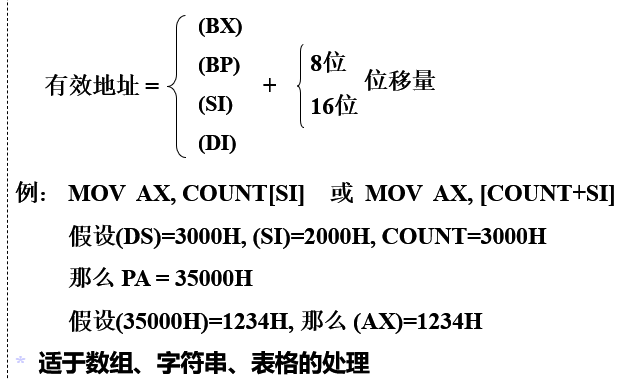 (BX)
(BP)
有效地址 = + 8位 16位 位移量
(SI)
(DI)
例： MOV AX, COUNT[SI] 或 MOV AX, [COUNT+SI]
假设(DS)=3000H, (SI)=2000H, COUNT=3000H
那么 PA = 35000H
假设(35000H)=1234H, 那么 (AX)=1234H
* 适于数组、字符串、表格的处理